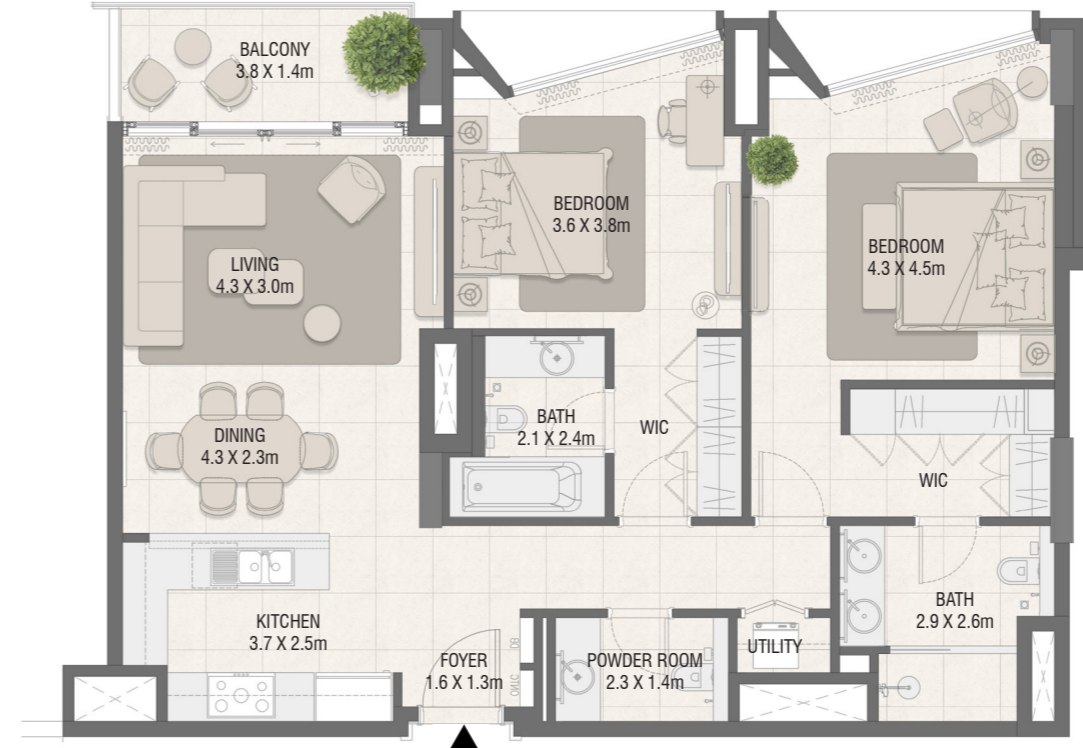 BALCONY
3.8 X 1.4m
BEDROOM
3.6 X 3.8m
BEDROOM
4.3 X 4.5m
LIVING
4.3 X 3.0m
BATH
2.1 X 2.4m
WIC
DINING
4.3 X 2.3m
WIC
KITCHEN
3.7 X 2.5m
BATH
2.9 X 2.6m
FOYER
1.6 X 1.3m
DB
POWDER ROOM
2.3 X 1.4m
UTILITY